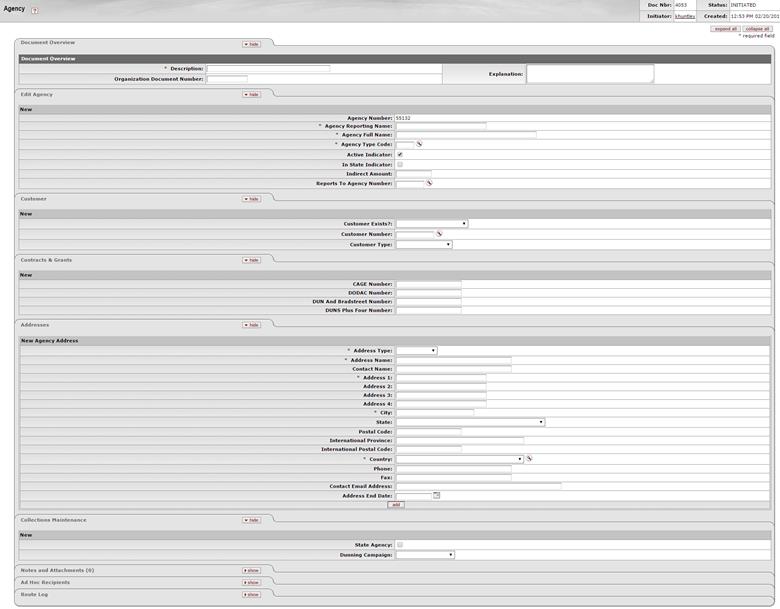 Agency ?
Doc Nbr: 4053 Status: INITIATED
Initiator: khuntley Created: 12:53 PM 02/20/201
expand all collapse all
* required field
Document Overview hide
Document Overview
* Description:
Organization Document Number:
Explanation:
Edit Agency hide
New
Agency Number: 55132
* Agency Reporting Name:
* Agency Full Name:
* Agency Type Code:
Active Indicator:
In State Indicator:
Indirect Amount:
Reports To Agency Number:
Customer hide
New
Customer Exists?:
Customer Number:
Customer Type:
Contracts & Grants hide
New
CAGE Number:
DODAC Number:
DUN And Bradstreet Number:
DUNS Plus Four Number:
Addresses hide
New Agency Address
* Address Type:
* Address Name:
Contact Name:
* Address 1:
Address 2:
Address 3:
Address 4:
* City:
State:
Postal Code:
International Province:
International Postal Code:
* Country:
Phone:
Fax:
Contact Email Address:
Address End Date:
add
Collections Maintenance hide
New
State Agency:
Dunning Campaign:
Notes and Attachments (0) show
Ad Hoc Recipients show
Route Log show